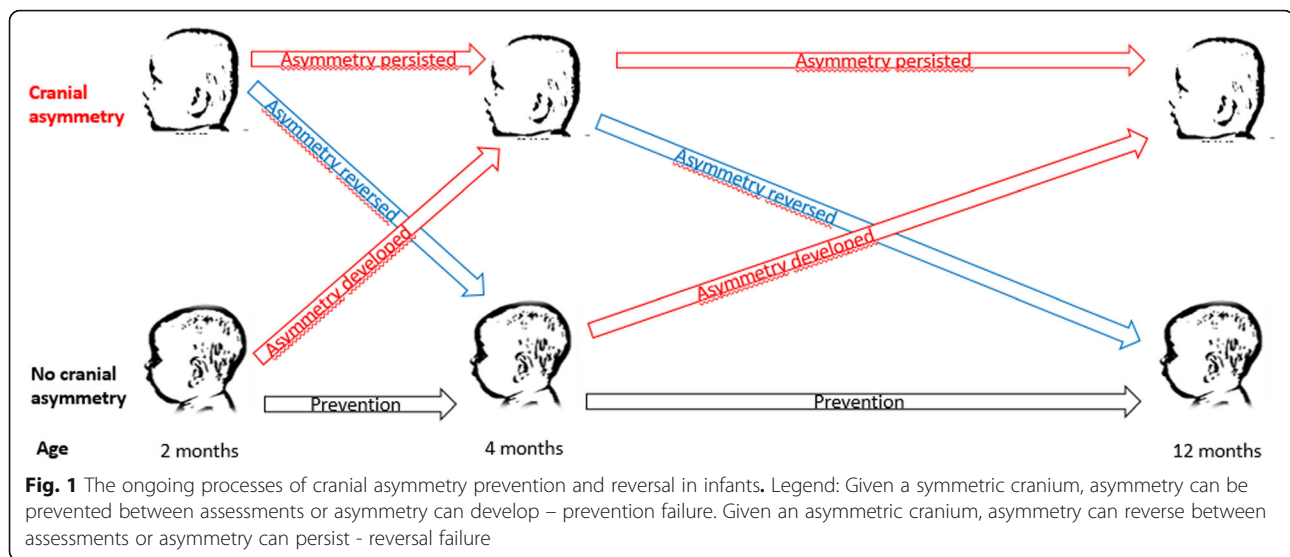 Asymmetry persisted
Asymmetry persisted
Cranial
asymmetry
Asymmetry reversed
Asymmetry reversed
Asymmetry developed
Asymmetry developed
No cranial
asymmetry
Prevention
Prevention
Age
2 months
4 months
12 months
Fig. 1 The ongoing processes of cranial asymmetry prevention and reversal in infants. Legend: Given a symmetric cranium, asymmetry can be
prevented between assessments or asymmetry can develop – prevention failure. Given an asymmetric cranium, asymmetry can reverse between
assessments or asymmetry can persist - reversal failure